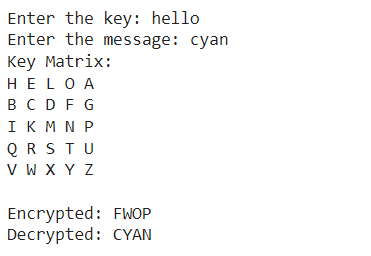 Enter the key: hello
Enter the message: cyan
Key Matrix:
H E L O A
B C D F G
I K M N P
Q R S T U
V W X Y Z
Encrypted: FWOP
Decrypted: CYAN